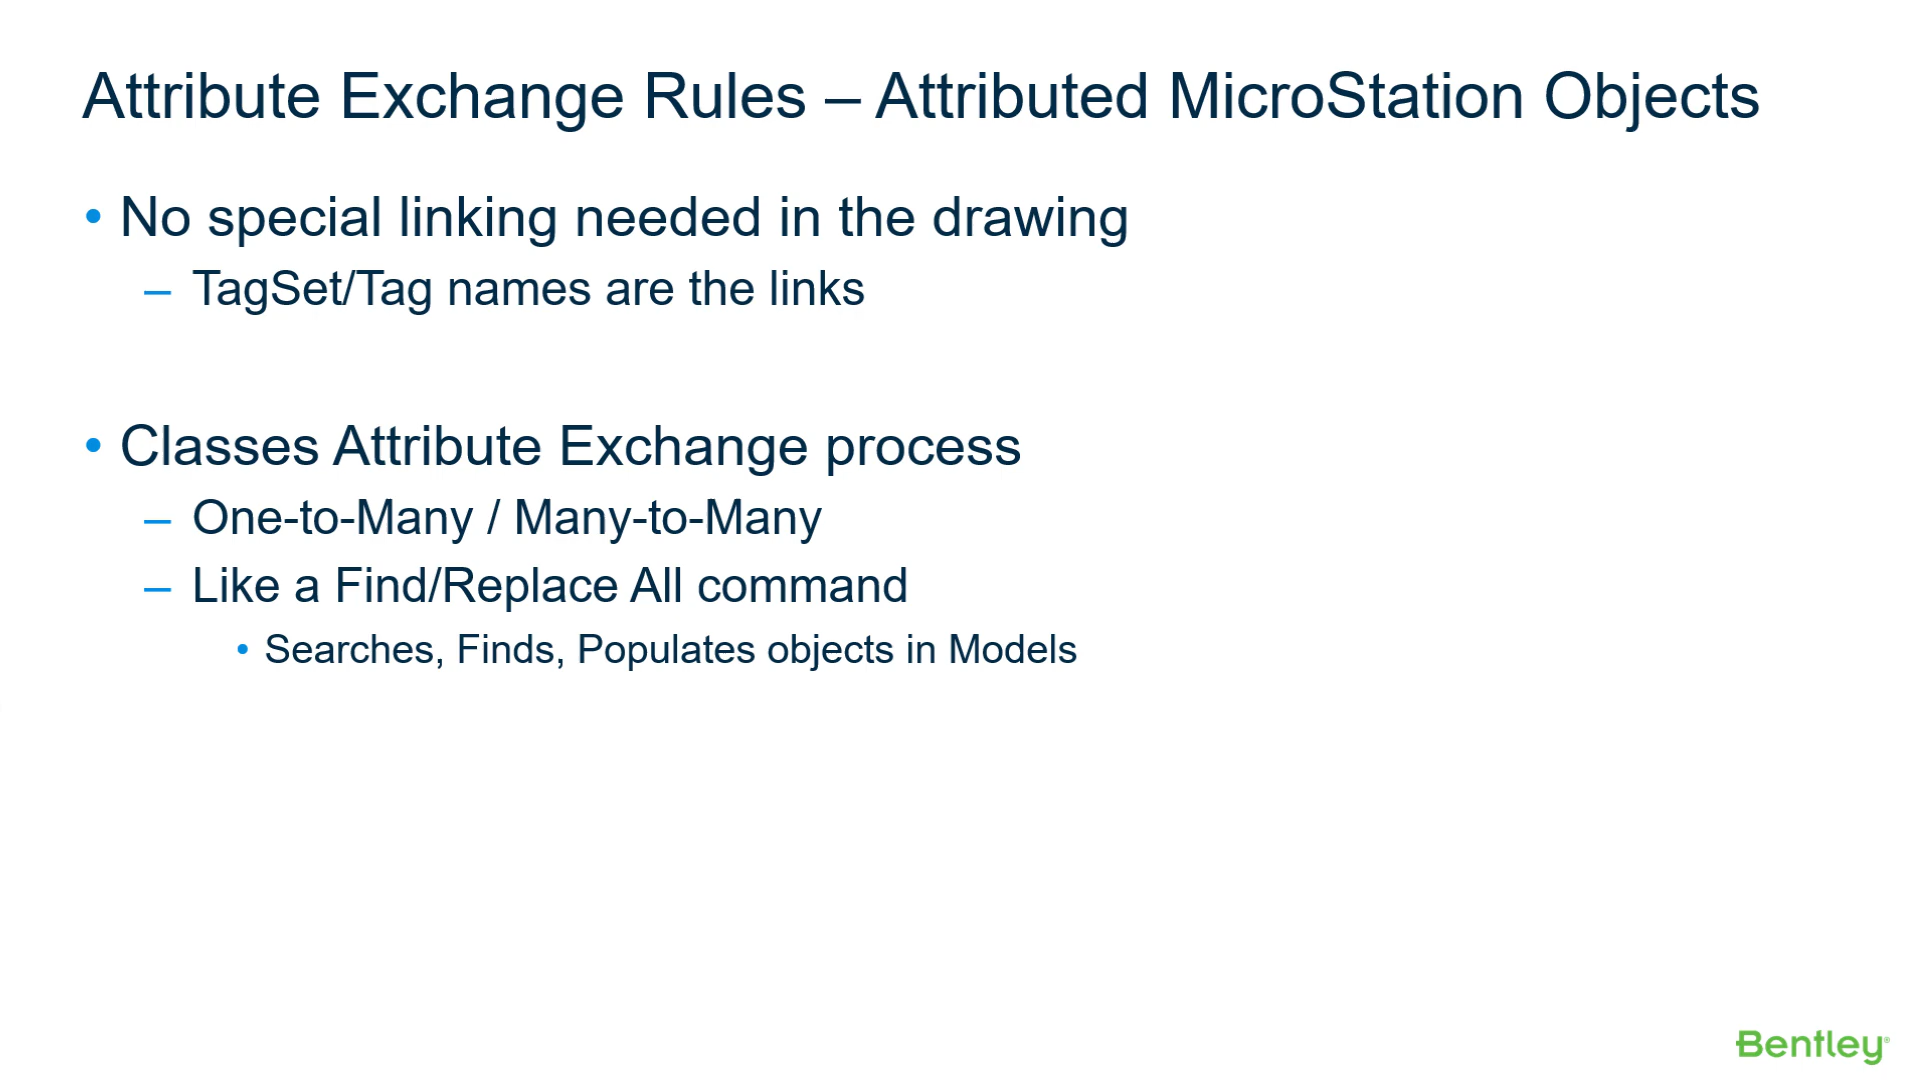 Attribute Exchange Rules – Attributed MicroStation Objects
• No special linking needed in the drawing
– TagSet/Tag names are the links
• Classes Attribute Exchange process
– One-to-Many / Many-to-Many
– Like a Find/Replace All command
• Searches, Finds, Populates objects in Models
Bentley®